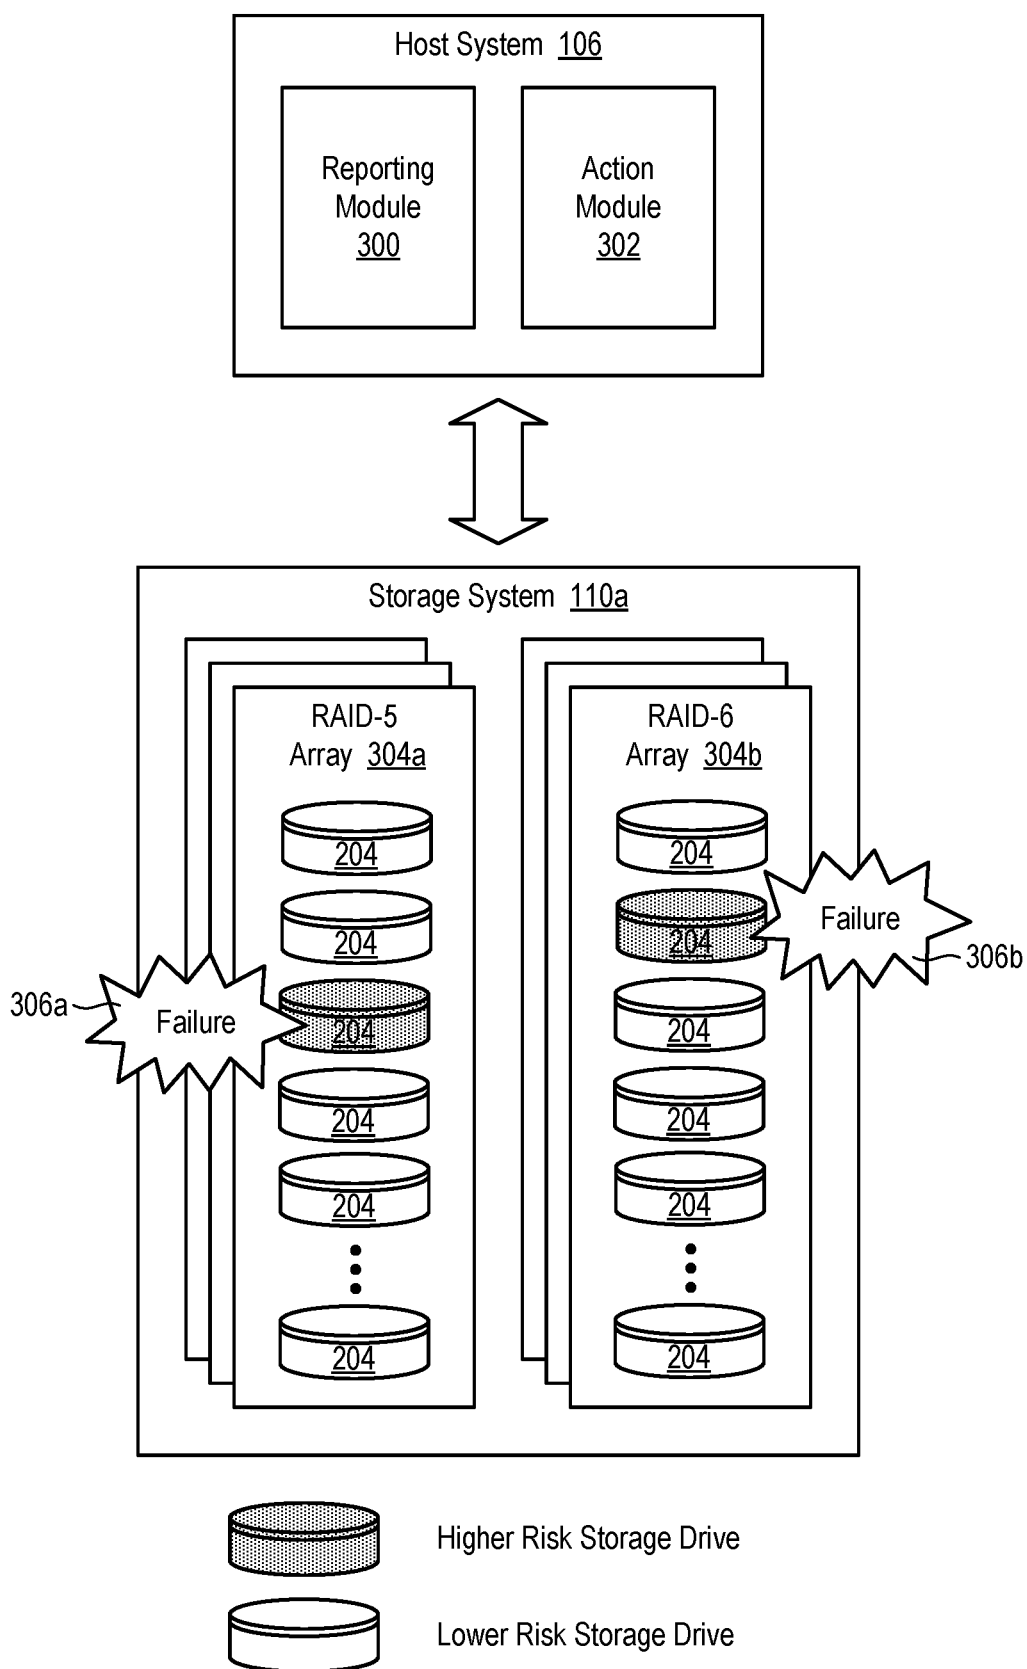 Host System 106
Reporting
Module
300
Action
Module
302
Storage System 110a
RAID-5
Array 304a
204
204
204
204
204
204
306a
Failure
RAID-6
Array 304b
204
204
204
204
204
204
Failure
306b
Higher Risk Storage Drive
Lower Risk Storage Drive